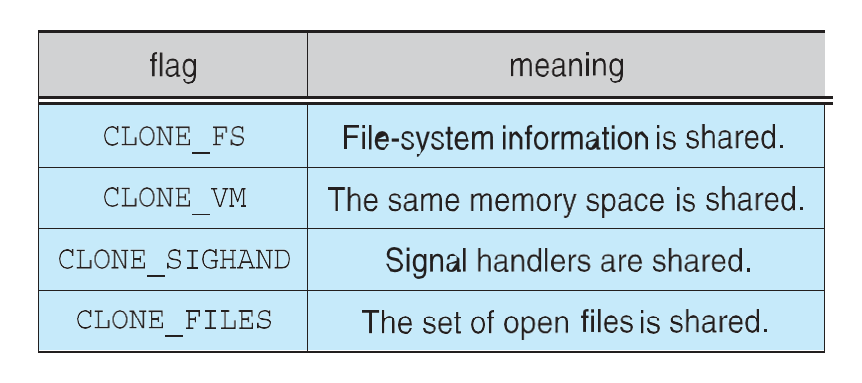 flag meaning
CLONE_FS File-system information is shared.
CLONE_VM The same memory space is shared.
CLONE_SIGHAND Signal handlers are shared.
CLONE_FILES The set of open files is shared.